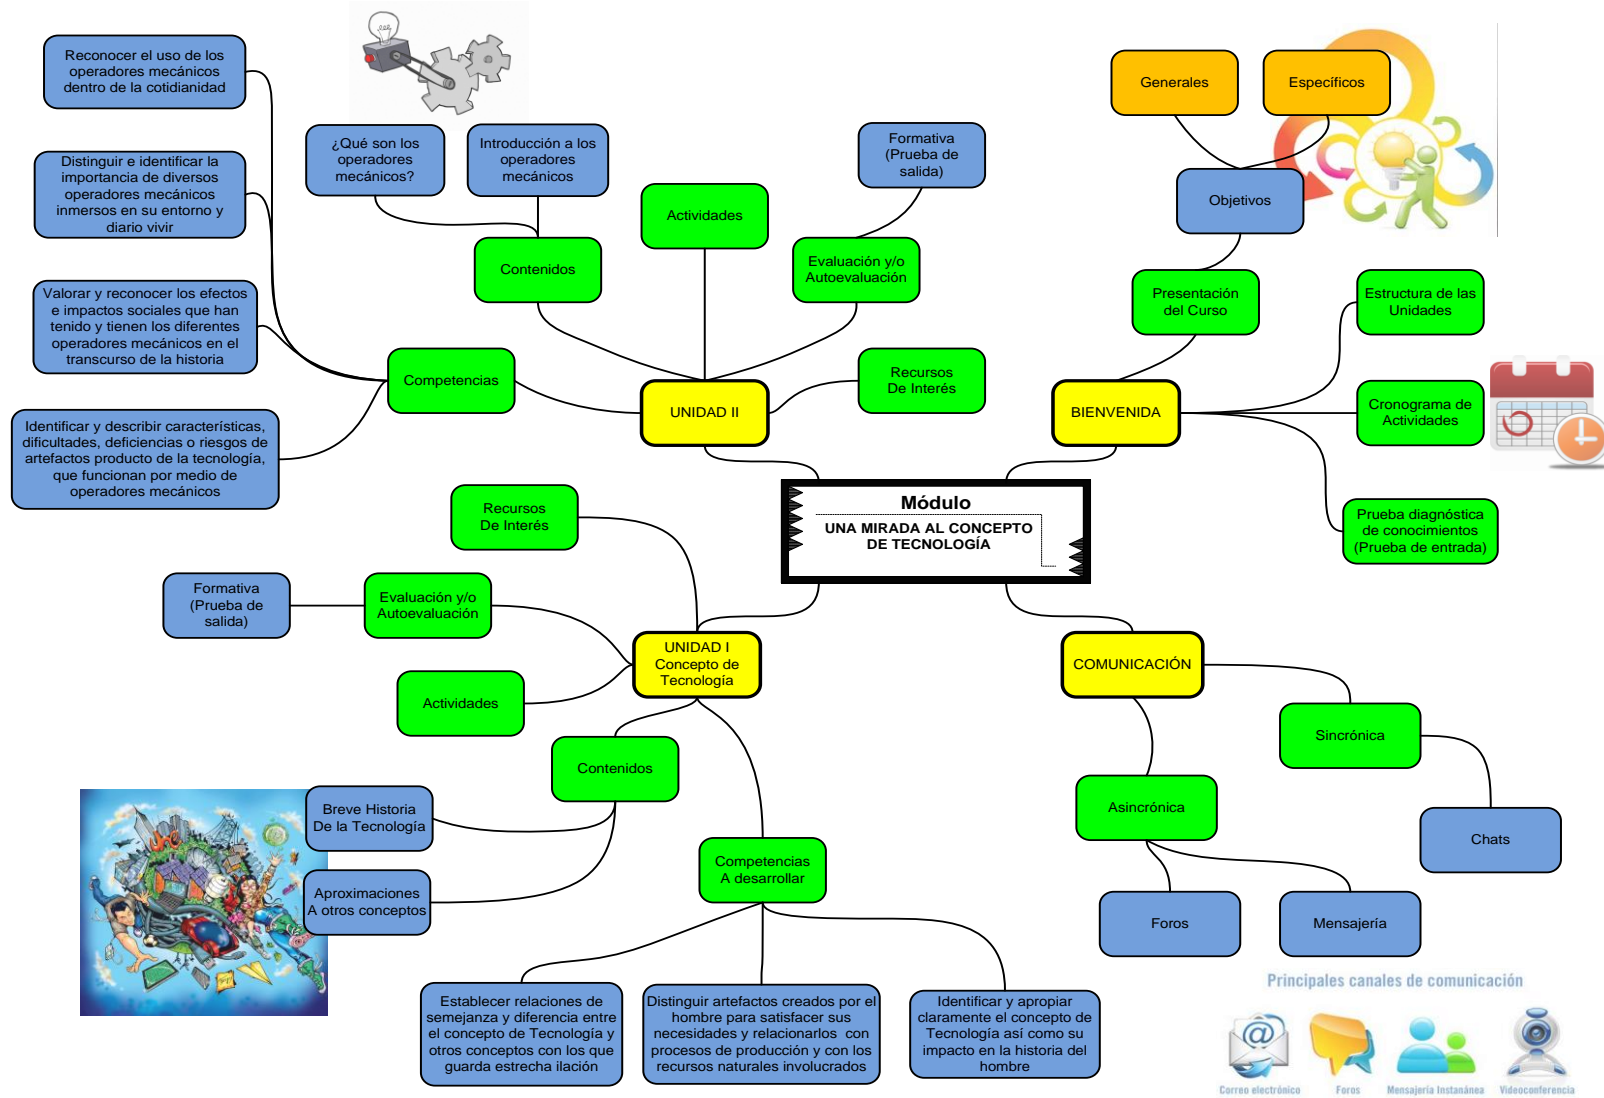 Reconocer el uso de los
operadores mecánicos
dentro de la cotidianidad
Distinguir e identificar la
importancia de diversos
operadores mecánicos
inmersos en su entorno y
diario vivir
Valorar y reconocer los efectos
e impactos sociales que han
tenido y tienen los diferentes
operadores mecánicos en el
transcurso de la historia
Identificar y describir características,
dificultades, deficiencias o riesgos de
artefactos producto de la tecnología,
que funcionan por medio de
operadores mecánicos
¿Qué son los
operadores
mecánicos?
Introducción a los
operadores
mecánicos
Contenidos
Actividades
Formativa
(Prueba de
salida)
Evaluación y/o
Autoevaluación
Competencias
UNIDAD II
Recursos
De Interés
Generales
Específicos
Objetivos
Presentación
del Curso
BIENVENIDA
Estructura de las
Unidades
Cronograma de
Actividades
Prueba diagnóstica
de conocimientos
(Prueba de entrada)
Módulo
UNA MIRADA AL CONCEPTO
DE TECNOLOGÍA
Recursos
De Interés
Formativa
(Prueba de
salida)
Evaluación y/o
Autoevaluación
Actividades
UNIDAD I
Concepto de
Tecnología
Contenidos
Breve Historia
De la Tecnología
Aproximaciones
A otros conceptos
Competencias
A desarrollar
Establecer relaciones de
semejanza y diferencia entre
el concepto de Tecnología y
otros conceptos con los que
guarda estrecha ilación
Distinguir artefactos creados por el
hombre para satisfacer sus
necesidades y relacionarlos con
procesos de producción y con los
recursos naturales involucrados
Identificar y apropiar
claramente el concepto de
Tecnología así como su
impacto en la historia del
hombre
COMUNICACIÓN
Sincrónica
Asincrónica
Chats
Foros
Mensajería
Principales canales de comunicación
@
Correo electrónico
Foros
Mensajería Instanánea
Videoconferencia